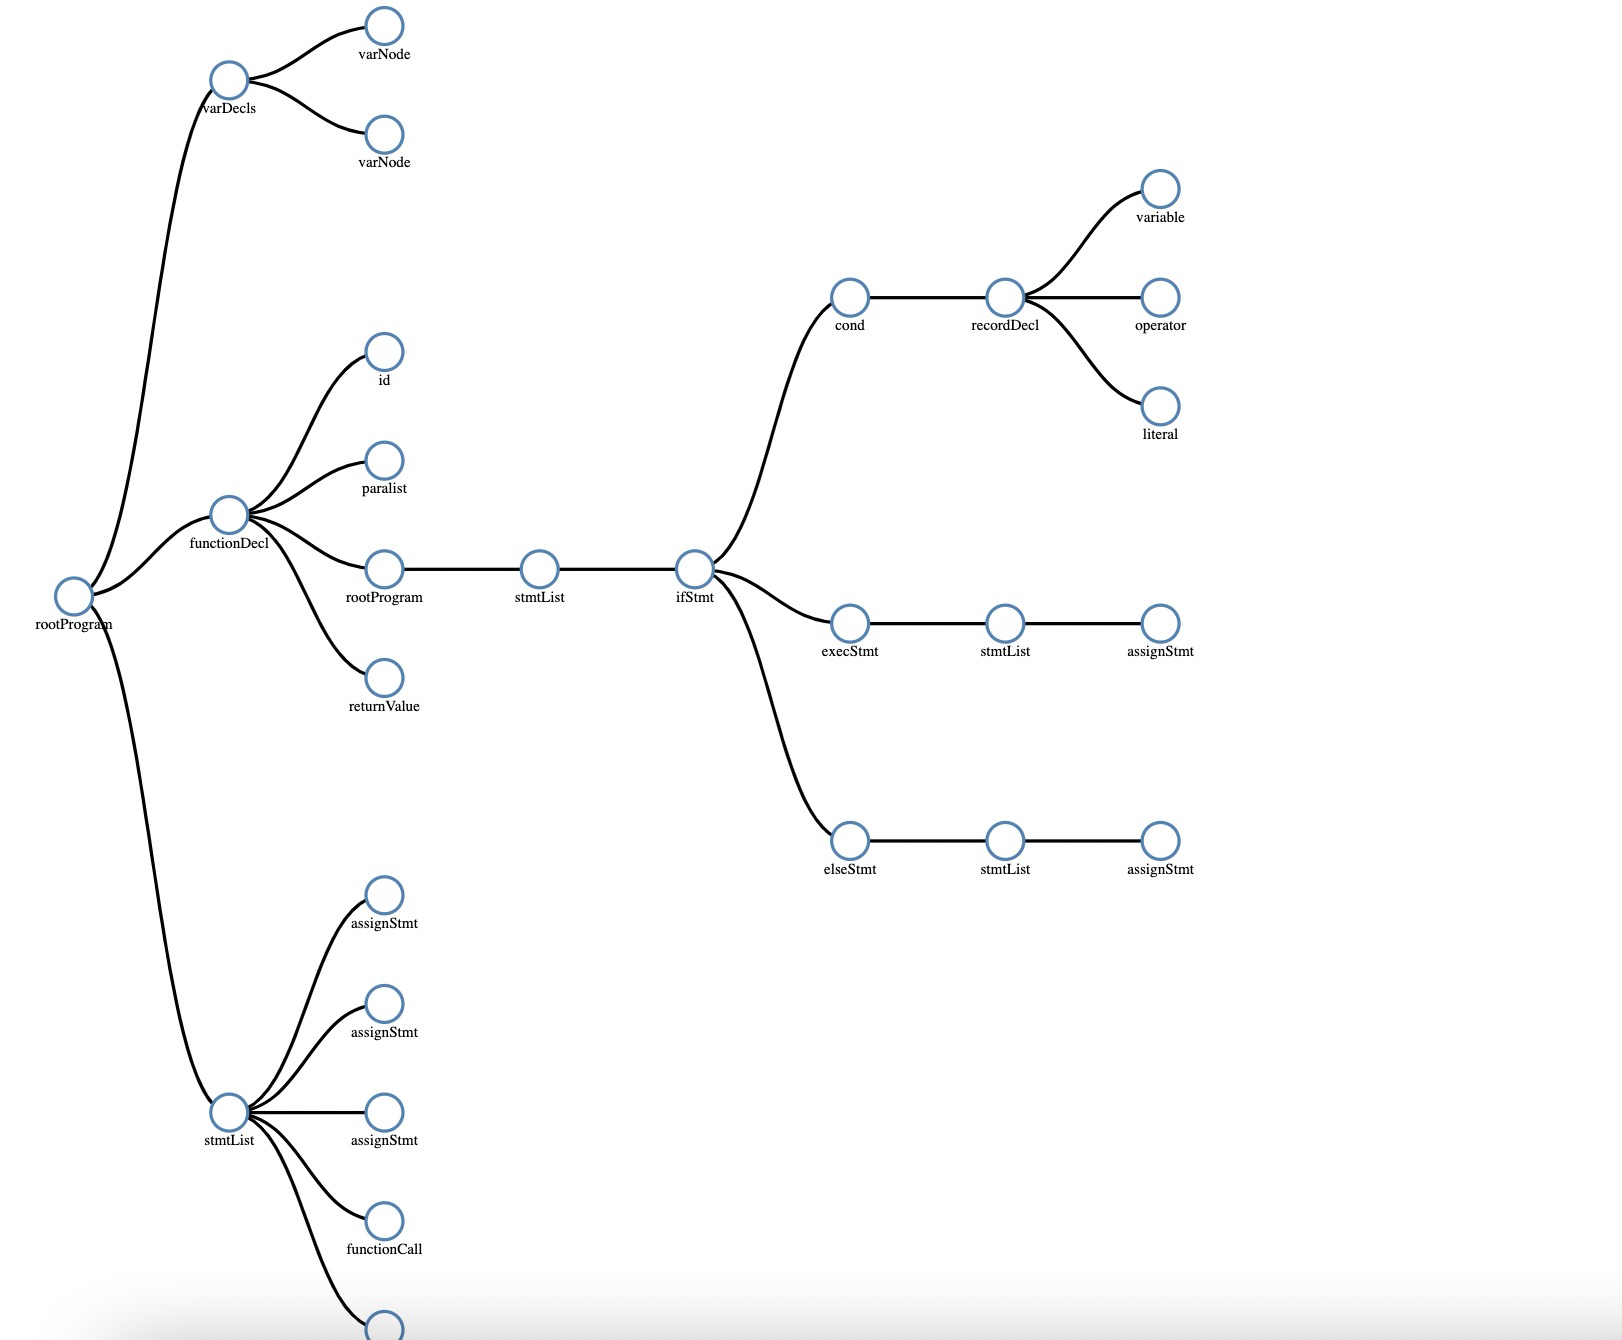 varNode
varDecls
varNode
variable
cond
recordDecl
operator
id
literal
paralist
functionDecl
rootProgram
stmtList
ifStmt
rootProgram
execStmt
stmtList
assignStmt
returnValue
elseStmt
stmtList
assignStmt
assignStmt
assignStmt
stmtList
assignStmt
functionCall